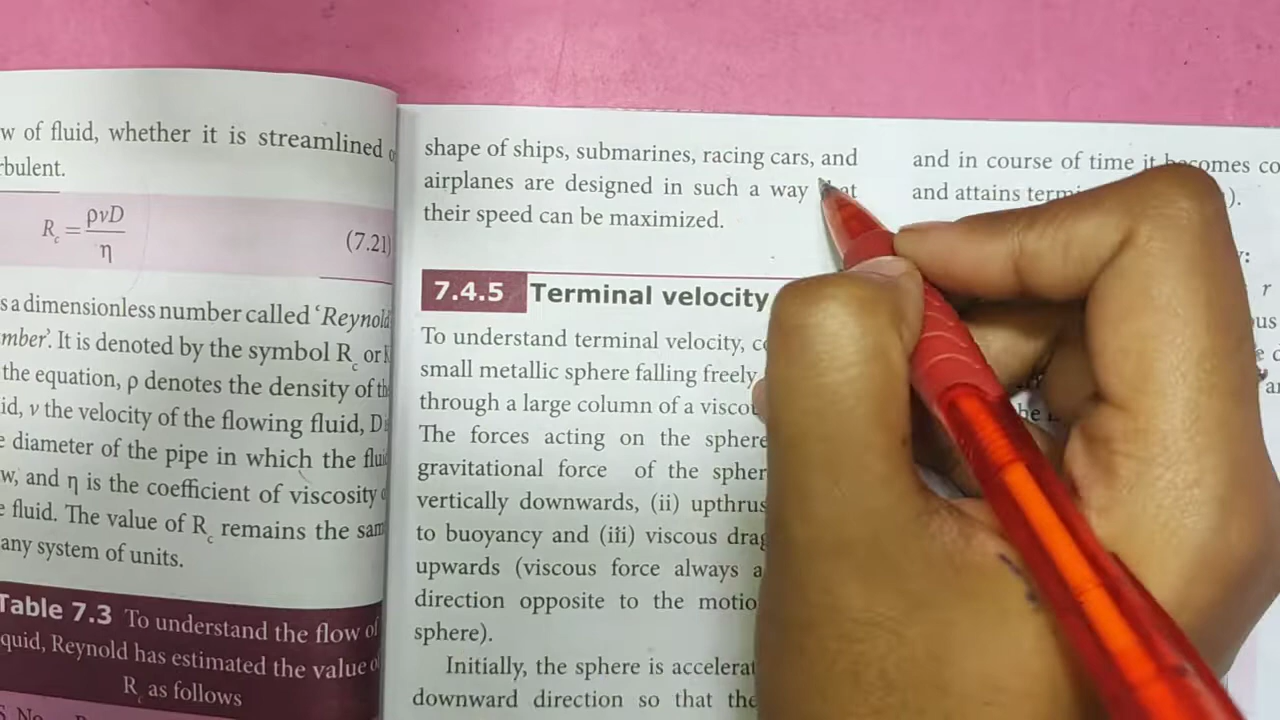 w of fluid, whether it is streamlined
rbulent.
R_c = ρvD / η (7.21)
s a dimensionless number called ‘Reynold
mber’. It is denoted by the symbol R_c or
the equation, ρ denotes the density of
id, v the velocity of the flowing fluid, D
e diameter of the pipe in which the flui
w, and η is the coefficient of viscosity
e fluid. The value of R_c remains the sam
any system of units.
Table 7.3 To understand the flow of
quid, Reynold has estimated the value
R_c as follows
shape of ships, submarines, racing cars, and
airplanes are designed in such a way
their speed can be maximized.
7.4.5 Terminal velocity
To understand terminal velocity,
small metallic sphere falling freely
through a large column of a
The forces acting on the sphere
gravitational force of the spher
vertically downwards, (ii) upthrus
to buoyancy and (iii) viscous drag
upwards (viscous force always
direction opposite to the motio
sphere).
Initially, the sphere is accelerat
downward direction so that the
and in course of time it becomes co
and attains